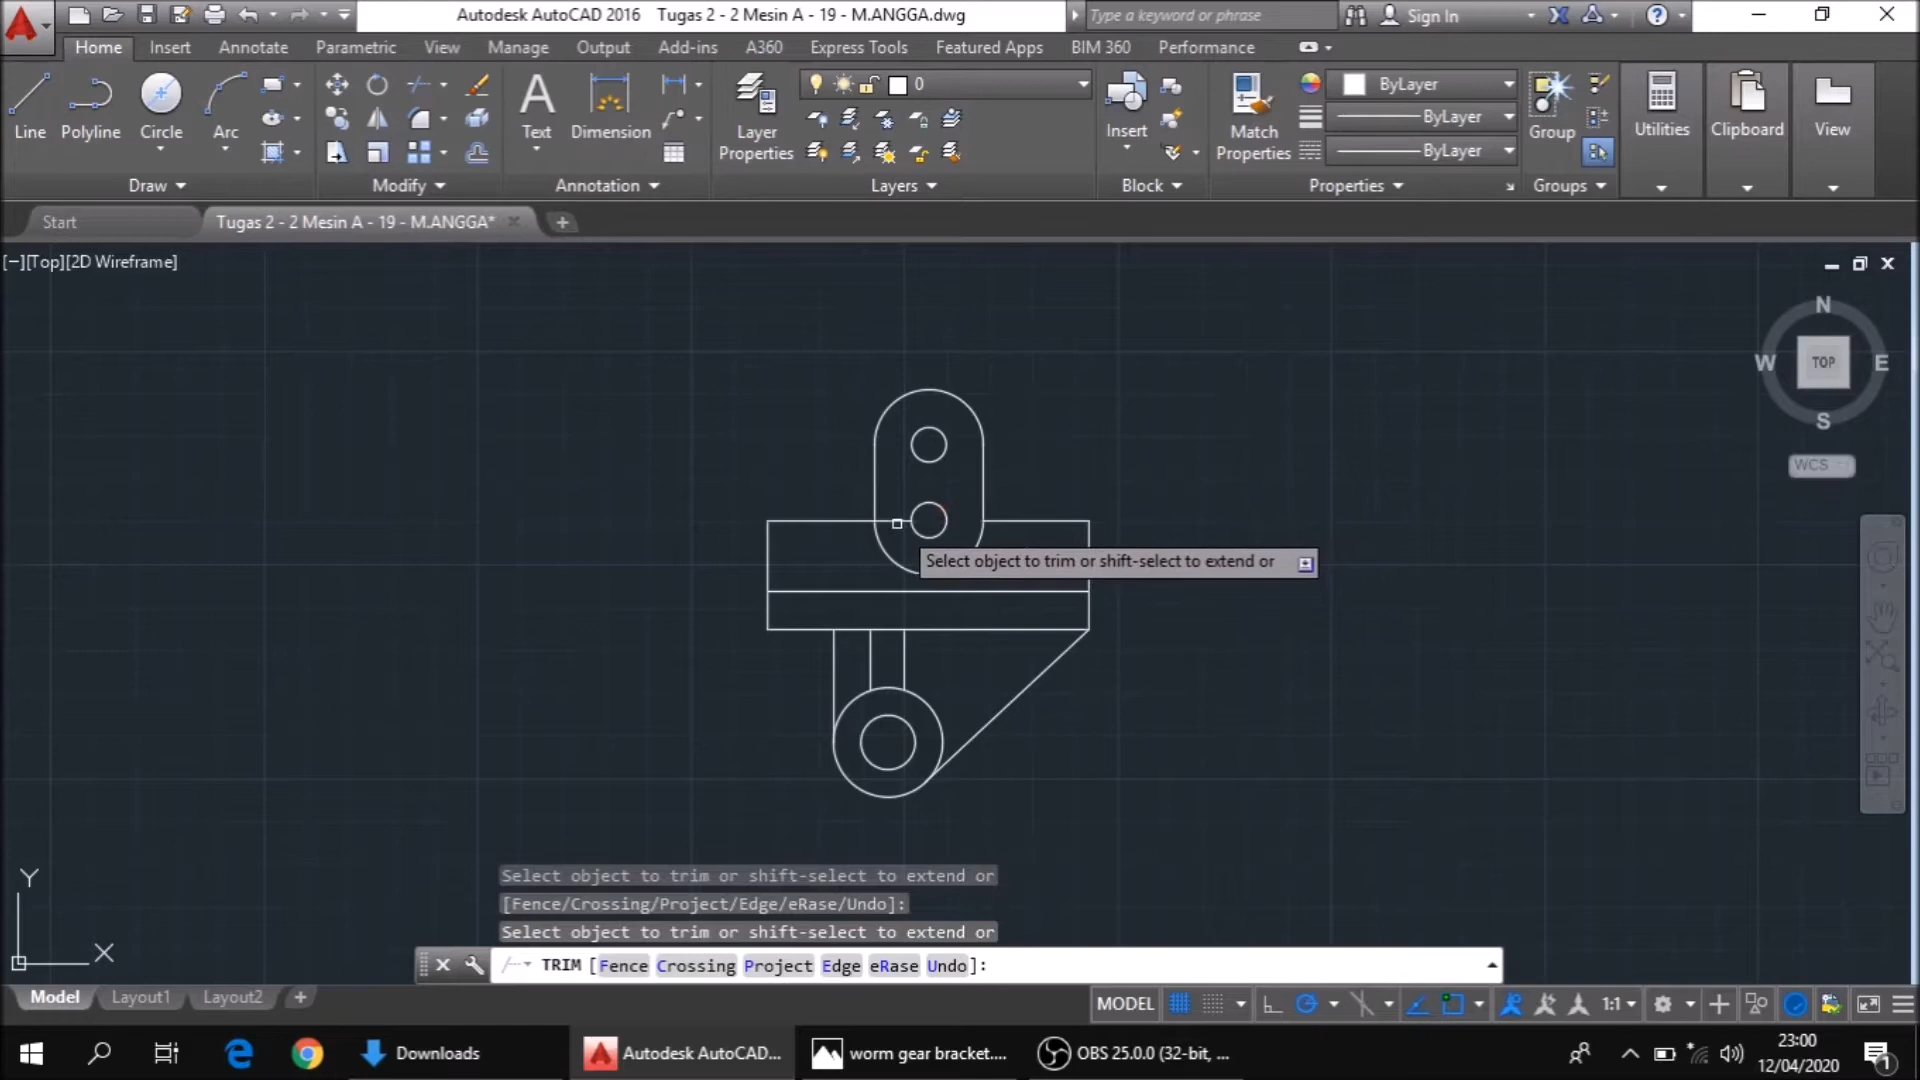 Autodesk AutoCAD 2016 Tugas 2 - 2 Mesin A - 19 - M.ANGGA.dwg
Type a keyword or phrase
Sign In
Home Insert Annotate Parametric View Manage Output Add-ins A360 Express Tools Featured Apps BIM 360 Performance
0
ByLayer
ByLayer
ByLayer
Line Polyline Circle Arc
Text Dimension
Layer Properties
Insert
Match Properties
Group
Utilities
Clipboard
View
Draw Modify Annotation Layers Block Properties Groups
Start
Tugas 2 - 2 Mesin A - 19 - M.ANGGA*
[−][Top][2D Wireframe]
N
W TOP E
S
WCS
Select object to trim or shift-select to extend or
Y
X
Select object to trim or shift-select to extend or
[Fence/Crossing/Project/Edge/eRase/Undo]:
Select object to trim or shift-select to extend or
TRIM [Fence Crossing Project Edge eRase Undo]:
Model Layout1 Layout2
MODEL
1:1
Downloads
Autodesk AutoCAD...
worm gear bracket....
OBS 25.0.0 (32-bit, ...
23:00
12/04/2020
1